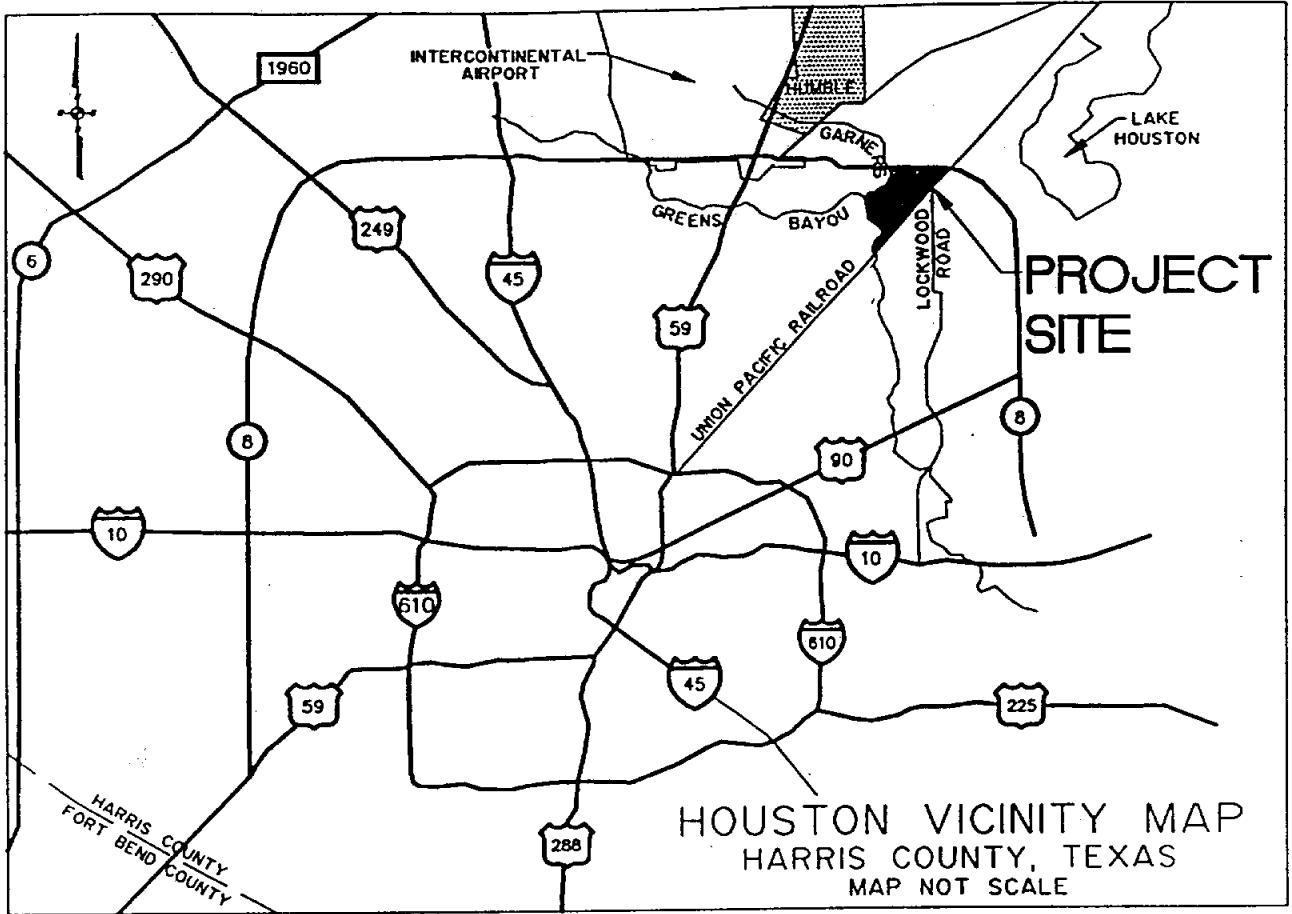 1960
INTERCONTINENTAL
AIRPORT
HUMBLE
GARNERS
LAKE
HOUSTON
GREENS BAYOU
249
6
290
45
59
LOCKWOOD
ROAD
PROJECT
SITE
UNION PACIFIC RAILROAD
8
8
90
10
10
610
610
59
45
225
HARRIS COUNTY
FORT BEND COUNTY
288
HOUSTON VICINITY MAP
HARRIS COUNTY, TEXAS
MAP NOT SCALE